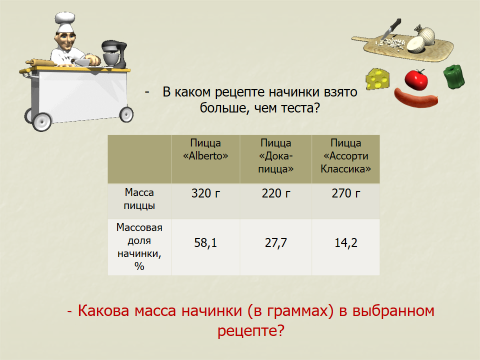 - В каком рецепте начинки взято
больше, чем теста?
Пицца
«Alberto»
Пицца
«Дока-
пицца»
Пицца
«Ассорти
Классика»
Масса
пиццы
320 г
220 г
270 г
Массовая
доля
начинки,
%
58,1
27,7
14,2
- Какова масса начинки (в граммах) в выбранном
рецепте?